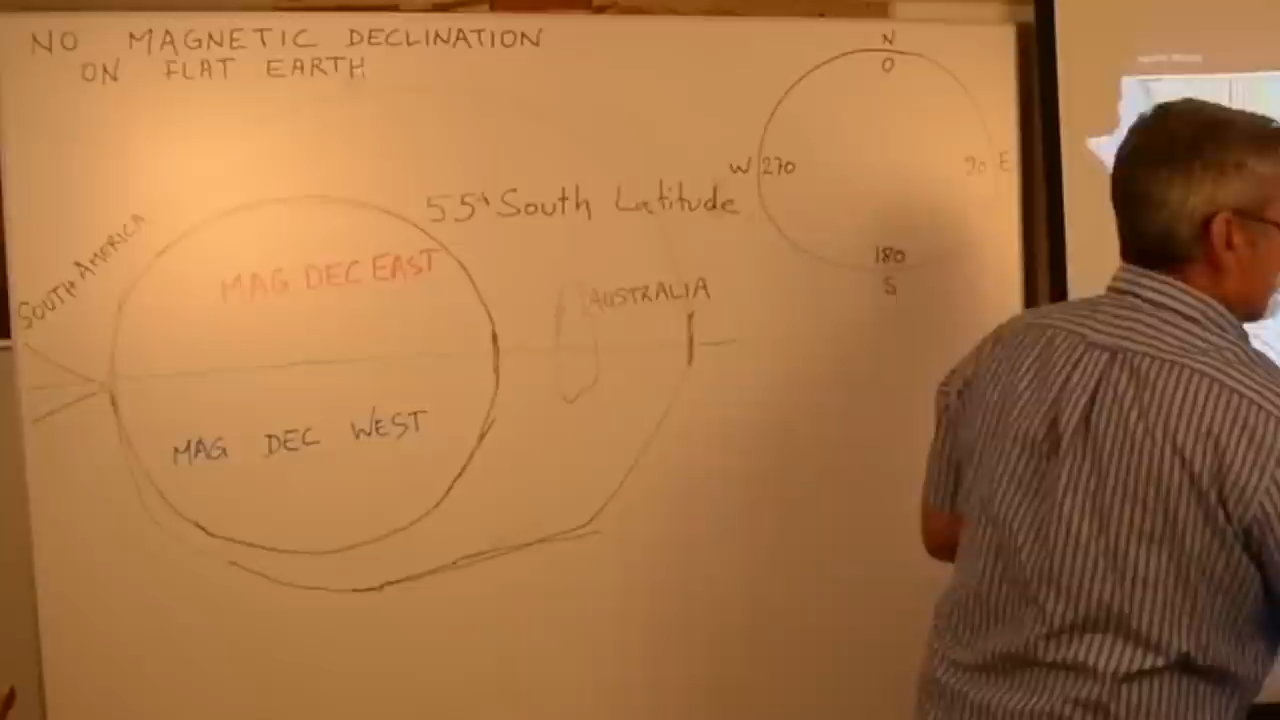 NO MAGNETIC DECLINATION
ON FLAT EARTH
N
0
W 270
90 E
180
S
55° South Latitude
SOUTH AMERICA
MAG DEC EAST
AUSTRALIA
MAG DEC WEST